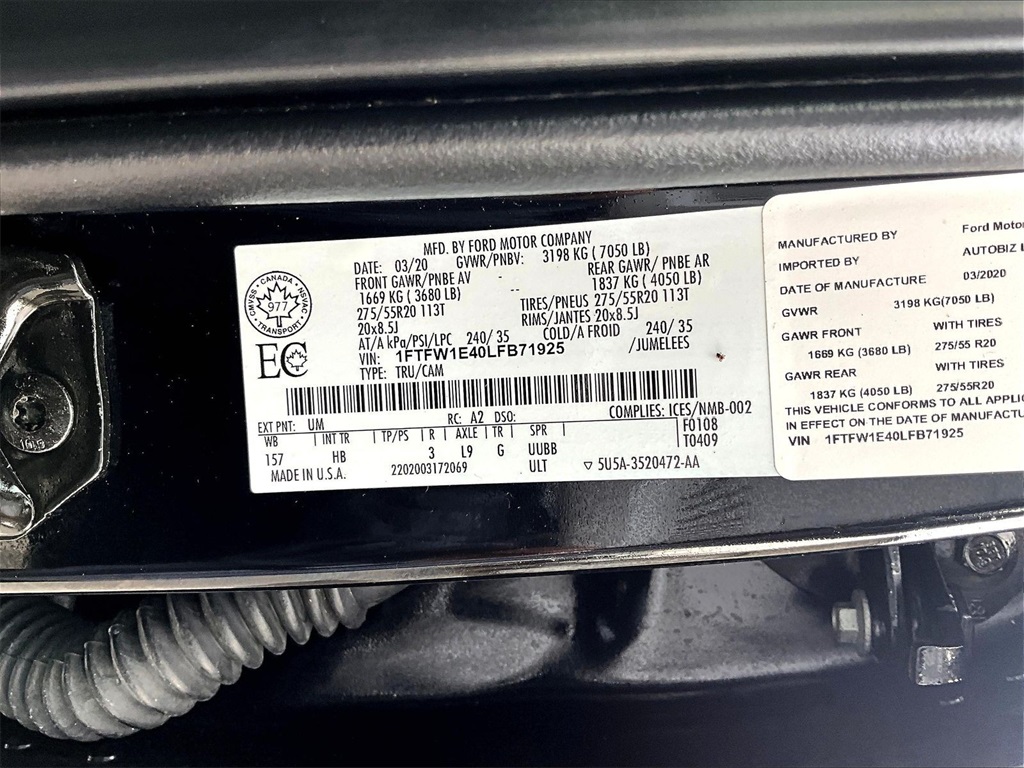 MFD. BY FORD MOTOR COMPANY
DATE: 03/20 GVWR/PNBV: 3198 KG ( 7050 LB)
FRONT GAWR/PNBE AV REAR GAWR/ PNBE AR
1669 KG ( 3680 LB) 1837 KG ( 4050 LB)
275/55R20 113T TIRES/PNEUS 275/55R20 113T
20x8.5J RIMS/JANTES 20x8.5J
AT/A kPa/PSI/LPC 240/ 35 COLD/A FROID 240/ 35
VIN: 1FTFW1E40LFB71925 /JUMELEES
TYPE: TRU/CAM
CMVSS · CANADA · NSVAC
977
TRANSPORT
EC
EXT PNT: UM RC: A2 DSO: COMPLIES: ICES/NMB-002
WB INT TR TP/PS R AXLE TR SPR F0108
157 HB 3 L9 G UUBB T0409
MADE IN U.S.A. 2202003172069 ULT ▽ 5U5A-3520472-AA
MANUFACTURED BY Ford Motor
IMPORTED BY AUTOBIZ
DATE OF MANUFACTURE 03/2020
GVWR 3198 KG(7050 LB)
GAWR FRONT WITH TIRES
1669 KG (3680 LB) 275/55 R20
GAWR REAR WITH TIRES
1837 KG (4050 LB) 275/55R20
THIS VEHICLE CONFORMS TO ALL
IN EFFECT ON THE DATE OF
VIN 1FTFW1E40LFB71925